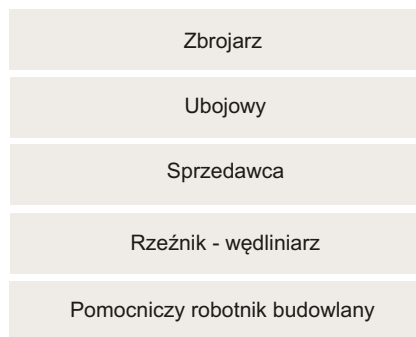 Zbrojarz
Ubojowy
Sprzedawca
Rzeźnik - wędliniarz
Pomocniczy robotnik budowlany